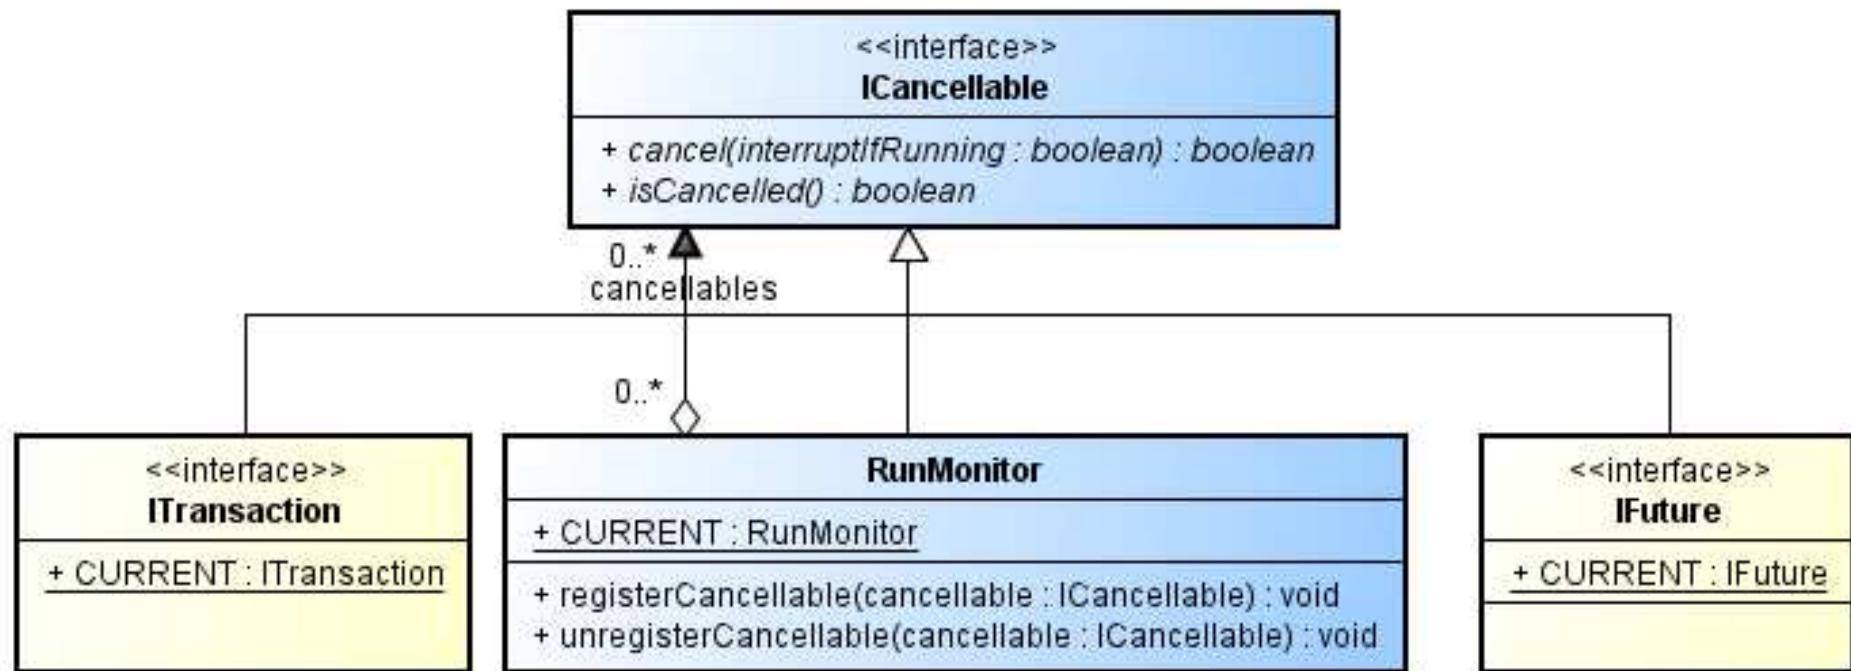 <<interface>>
ICancellable
+ cancel(interruptIfRunning : boolean) : boolean
+ isCancelled() : boolean
0..*
cancellables
0..*
<<interface>>
ITransaction
+ CURRENT : ITransaction
RunMonitor
+ CURRENT : RunMonitor
+ registerCancellable(cancellable : ICancellable) : void
+ unregisterCancellable(cancellable : ICancellable) : void
<<interface>>
IFuture
+ CURRENT : IFuture